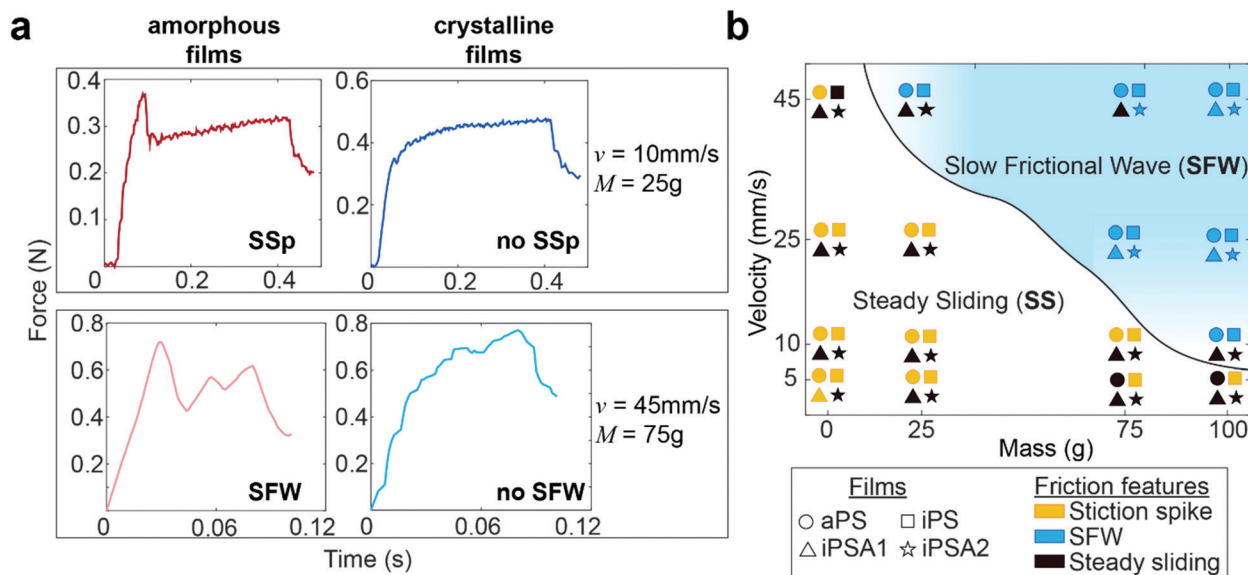 a
amorphous films
crystalline films
Force (N)
0.4
0.3
0.2
0.1
0
0.2
0.4
SSp
0.6
0.4
0.2
0
0.2
0.4
no SSp
v = 10mm/s
M = 25g
0.8
0.6
0.4
0.2
0
0.06
0.12
SFW
0.8
0.6
0.4
0.2
0
0.06
0.12
no SFW
v = 45mm/s
M = 75g
Time (s)
b
Velocity (mm/s)
45
25
10
5
Slow Frictional Wave (SFW)
Steady Sliding (SS)
0
25
75
100
Mass (g)
Films
aPS
iPS
iPSA1
iPSA2
Friction features
Stiction spike
SFW
Steady sliding